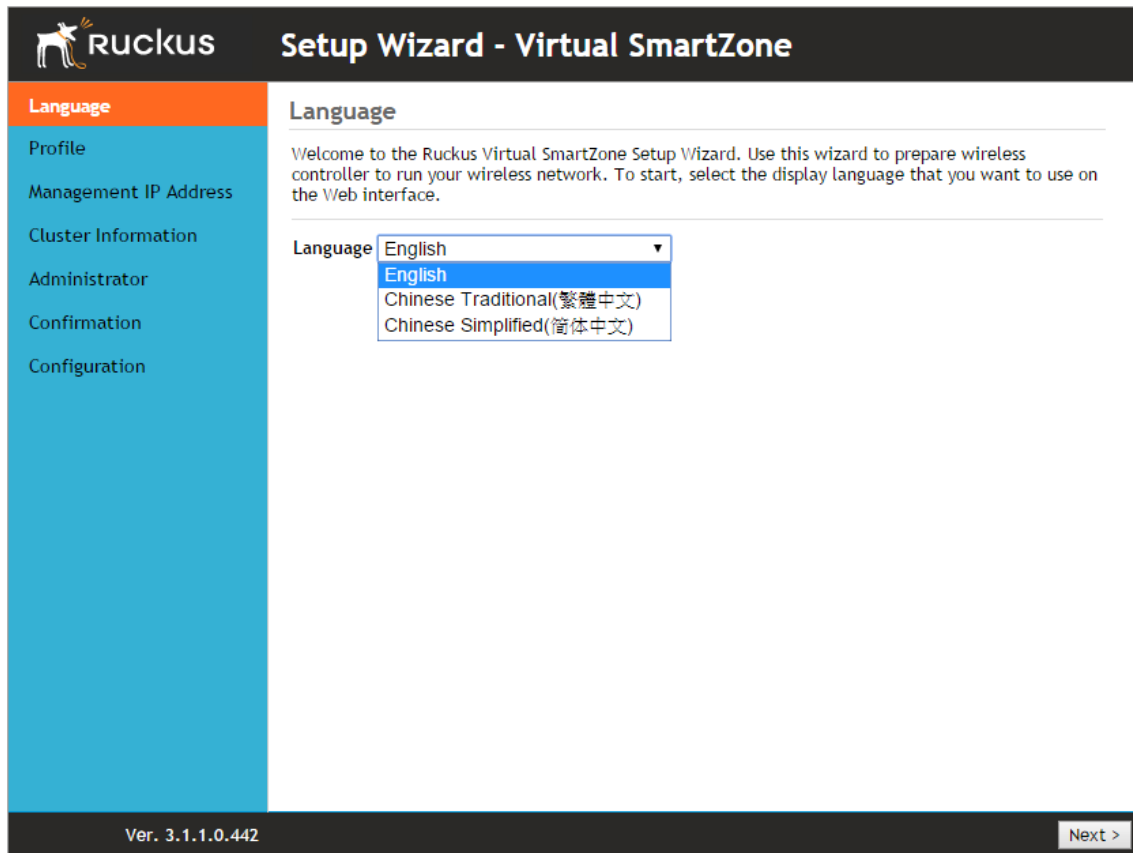 Ruckus
Setup Wizard - Virtual SmartZone
Language
Profile
Management IP Address
Cluster Information
Administrator
Confirmation
Configuration
Language
Welcome to the Ruckus Virtual SmartZone Setup Wizard. Use this wizard to prepare wireless
controller to run your wireless network. To start, select the display language that you want to use on
the Web interface.
Language English
English
Chinese Traditional(繁體中文)
Chinese Simplified(简体中文)
Ver. 3.1.1.0.442
Next >